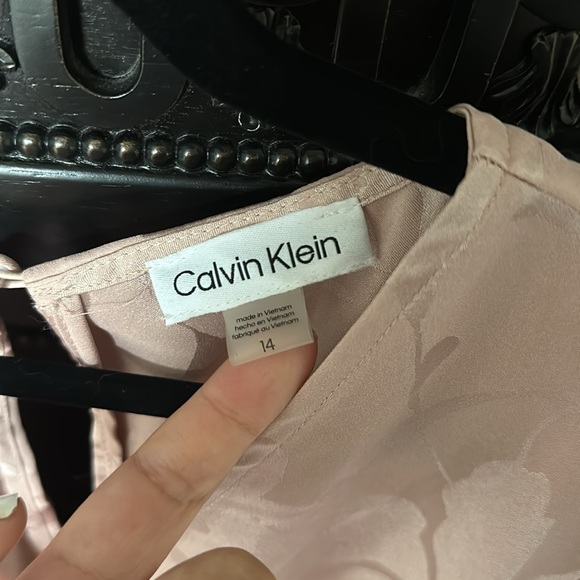 Calvin Klein
made in Vietnam
hecho en Vietnam
fabriqué au Vietnam
14